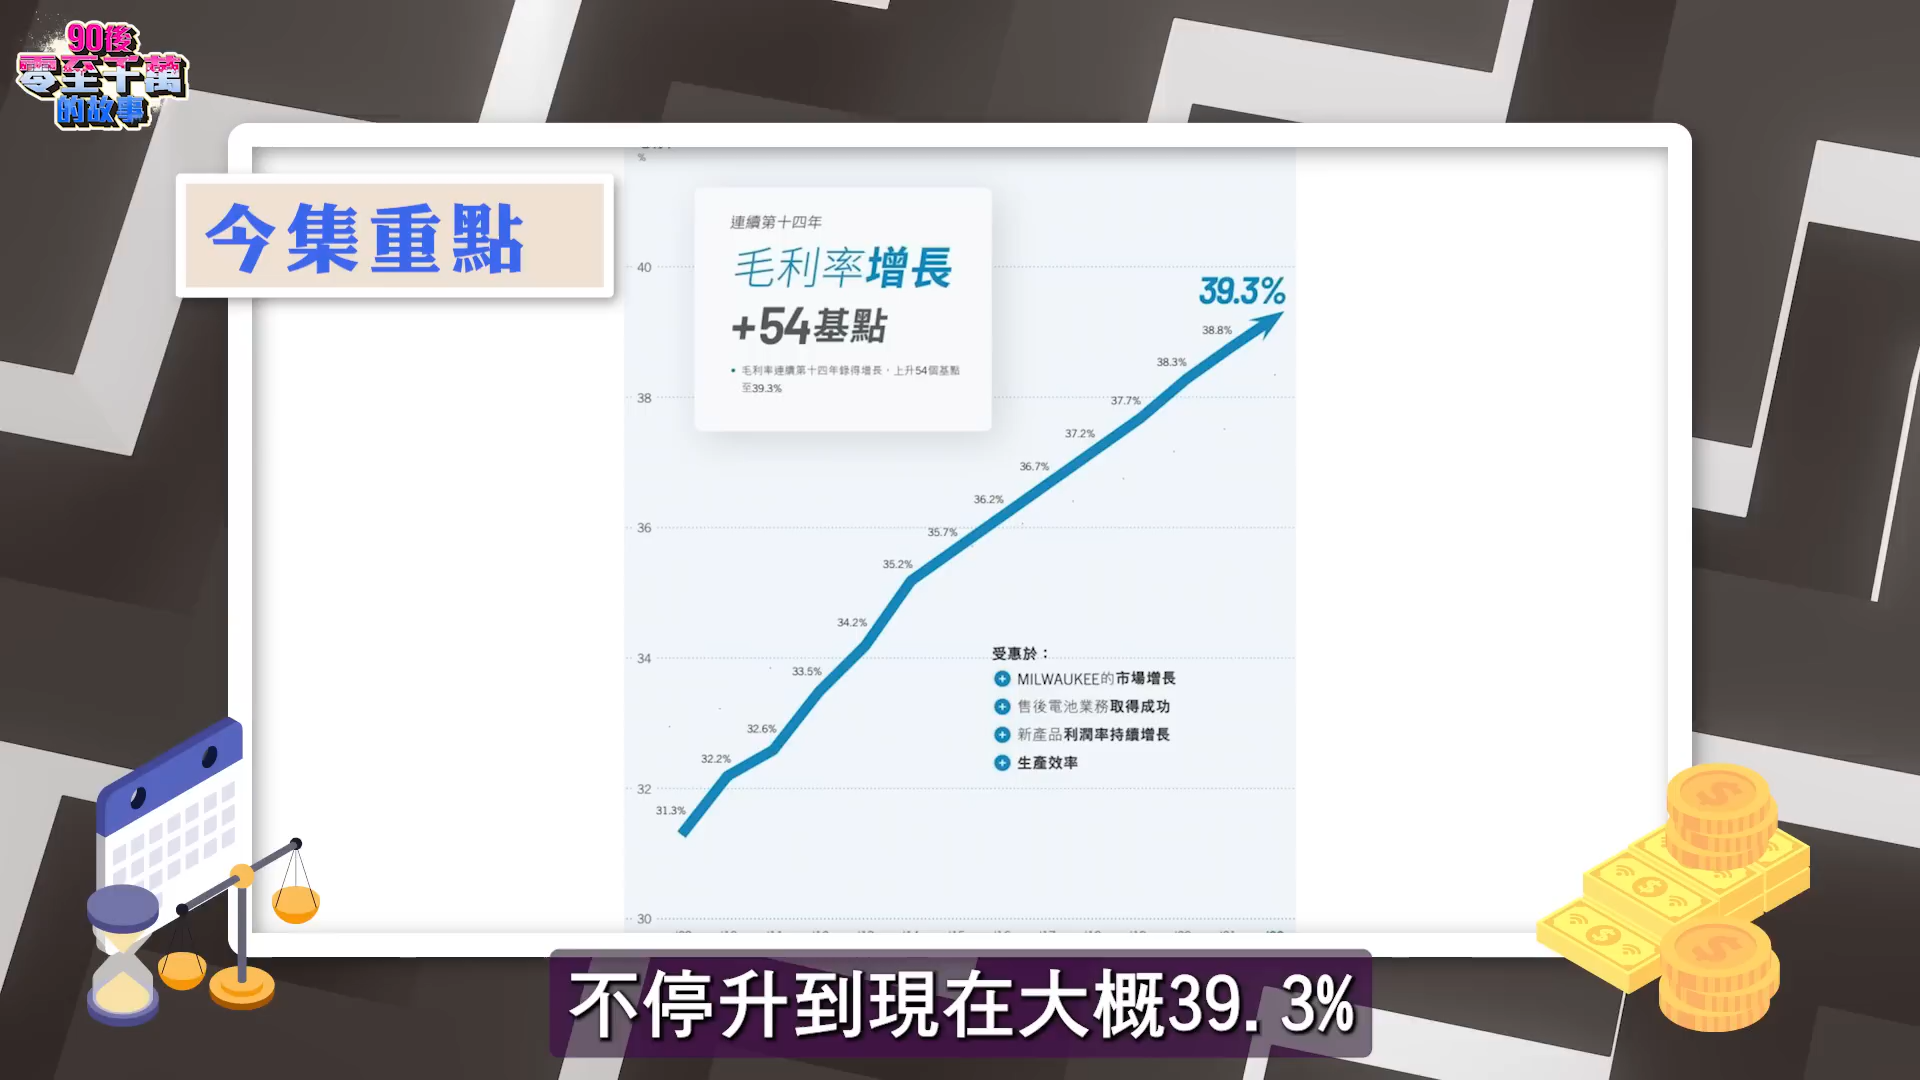 90後
零至千萬
的故事
今集重點
%
連續第十四年
毛利率增長
+54基點
• 毛利率連續第十四年錄得增長，上升54個基點
至39.3%
40
38
36
34
32
30
39.3%
38.8%
38.3%
37.7%
37.2%
36.7%
36.2%
35.7%
35.2%
34.2%
33.5%
32.6%
32.2%
31.3%
受惠於：
MILWAUKEE的市場增長
售後電池業務取得成功
新產品利潤率持續增長
生產效率
不停升到現在大概39.3%